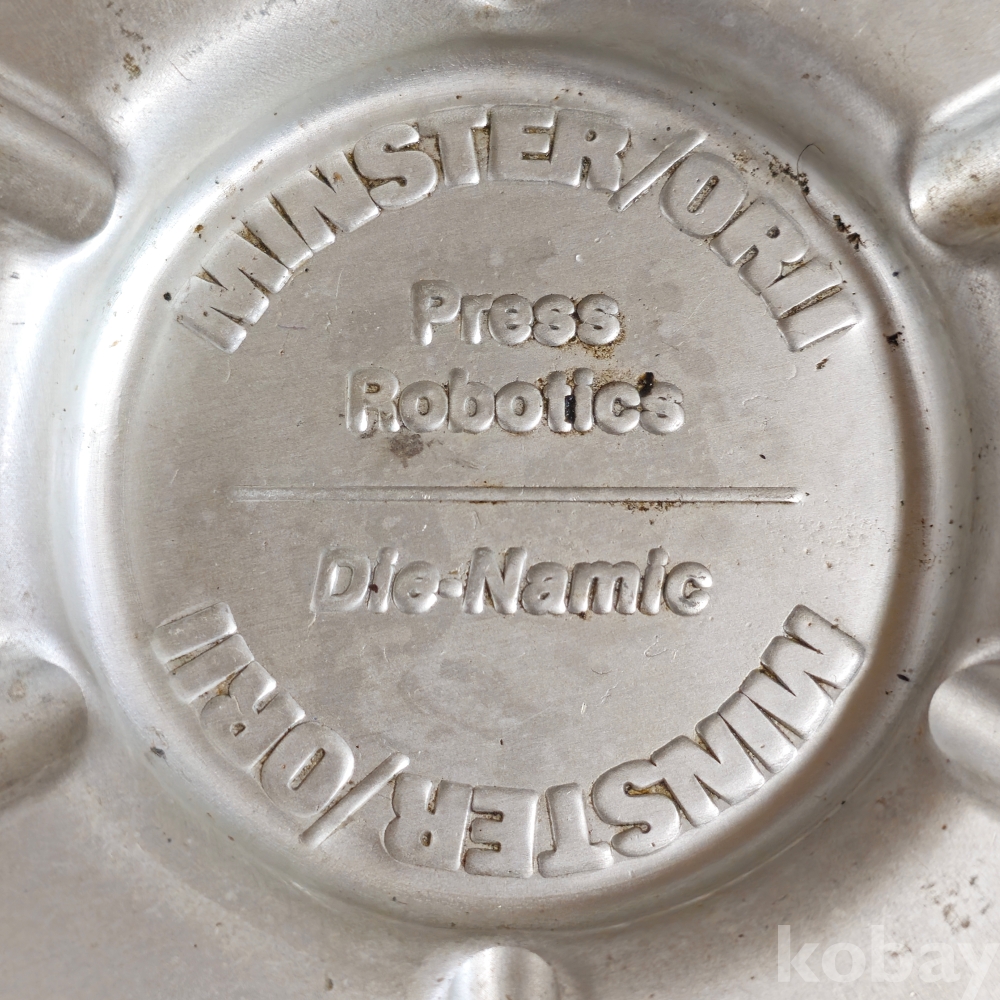 MINSTER/ORII
Press
Robotics
Die-Namic
MINSTER/ORII
kobay